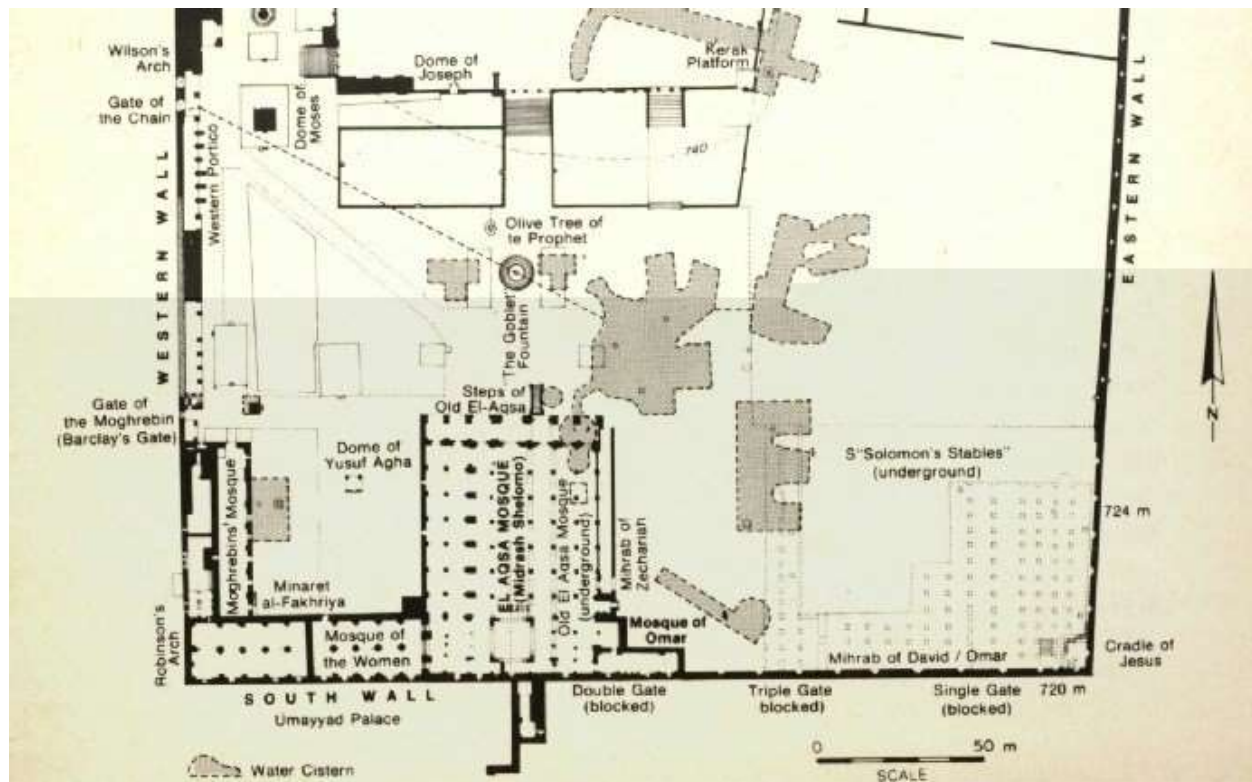 Wilson's
Arch
Gate of
the Chain
WESTERN WALL
Western Portico
Dome of
Moses
Dome of
Joseph
Kerak
Platform
740
EASTERN WALL
Olive Tree of
te Prophet
The Goblet
Fountain
Steps of
Old El-Aqsa
N
Gate of
the Moghrebin
(Barclay's Gate)
Moghrebins' Mosque
Dome of
Yusuf Agha
EL AQSA MOSQUE
(Midrash Shelomo)
Old El Aqsa Mosque
(underground)
Mihrab of
Zechariah
S"Solomon's Stables"
(underground)
724 m
Minaret
al-Fakhriya
Robinson's
Arch
Mosque of
the Women
Mosque of
Omar
Mihrab of David / Omar
Cradle of
Jesus
SOUTH WALL
Umayyad Palace
Double Gate
(blocked)
Triple Gate
blocked)
Single Gate
(blocked)
720 m
Water Cistern
0 50 m
SCALE